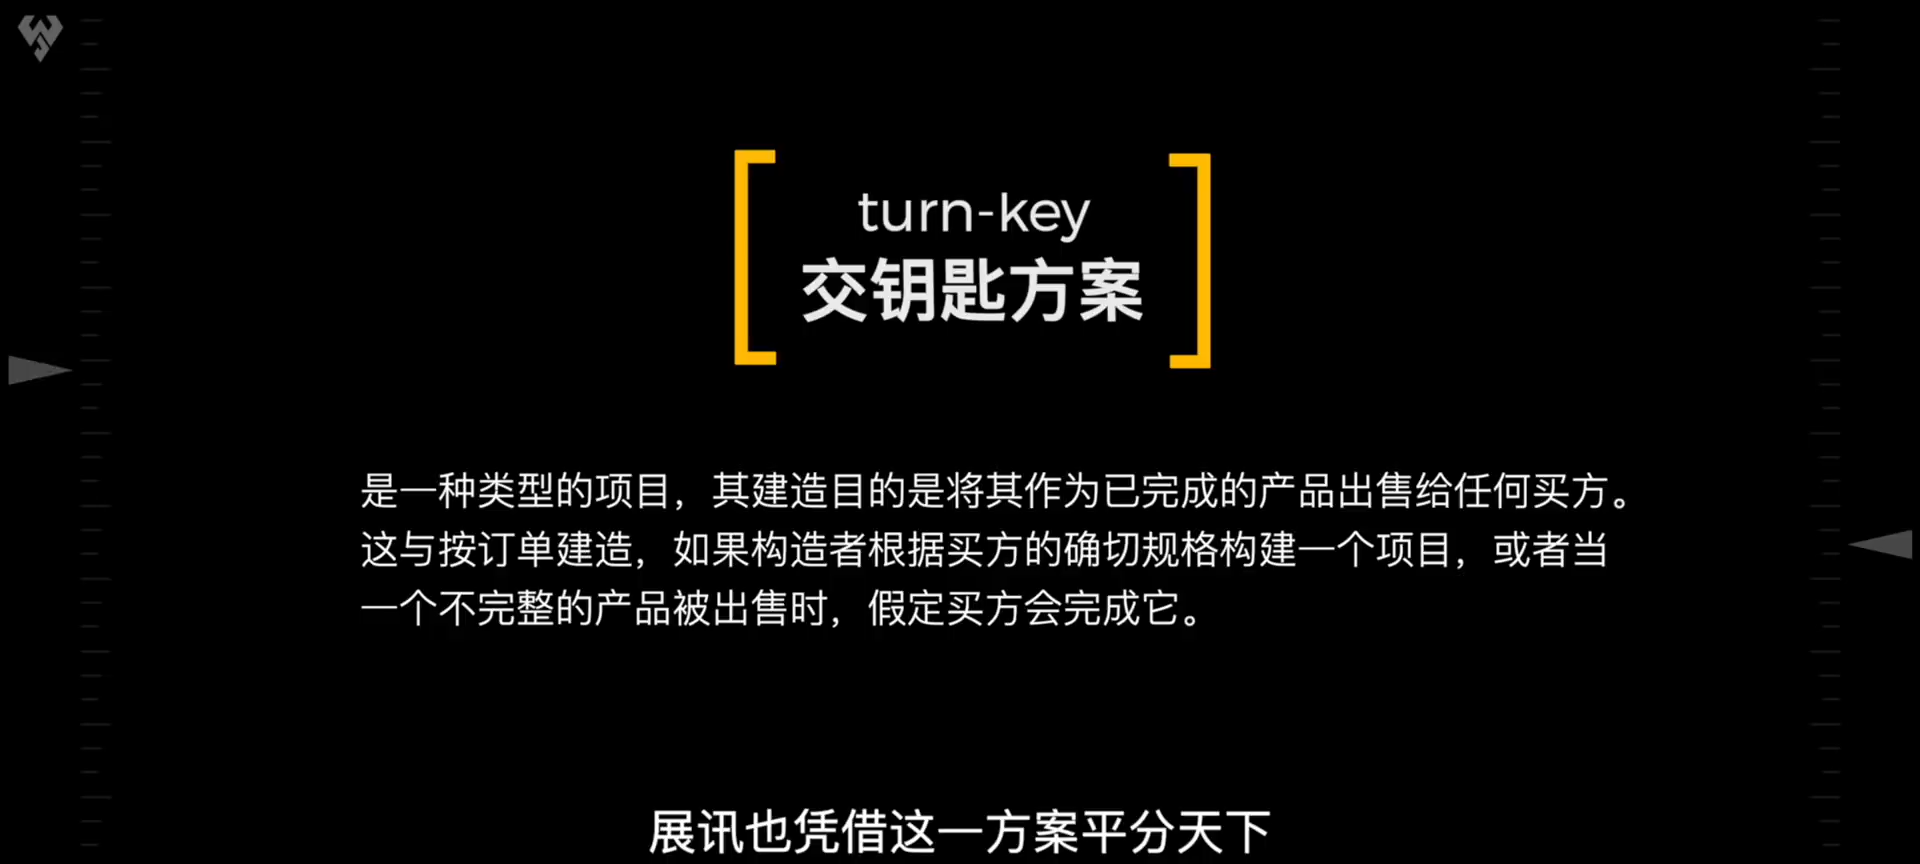 turn-key
交钥匙方案
是一种类型的项目，其建造目的是将其作为已完成的产品出售给任何买方。
这与按订单建造，如果构造者根据买方的确切规格构建一个项目，或者当
一个不完整的产品被出售时，假定买方会完成它。
展讯也凭借这一方案平分天下